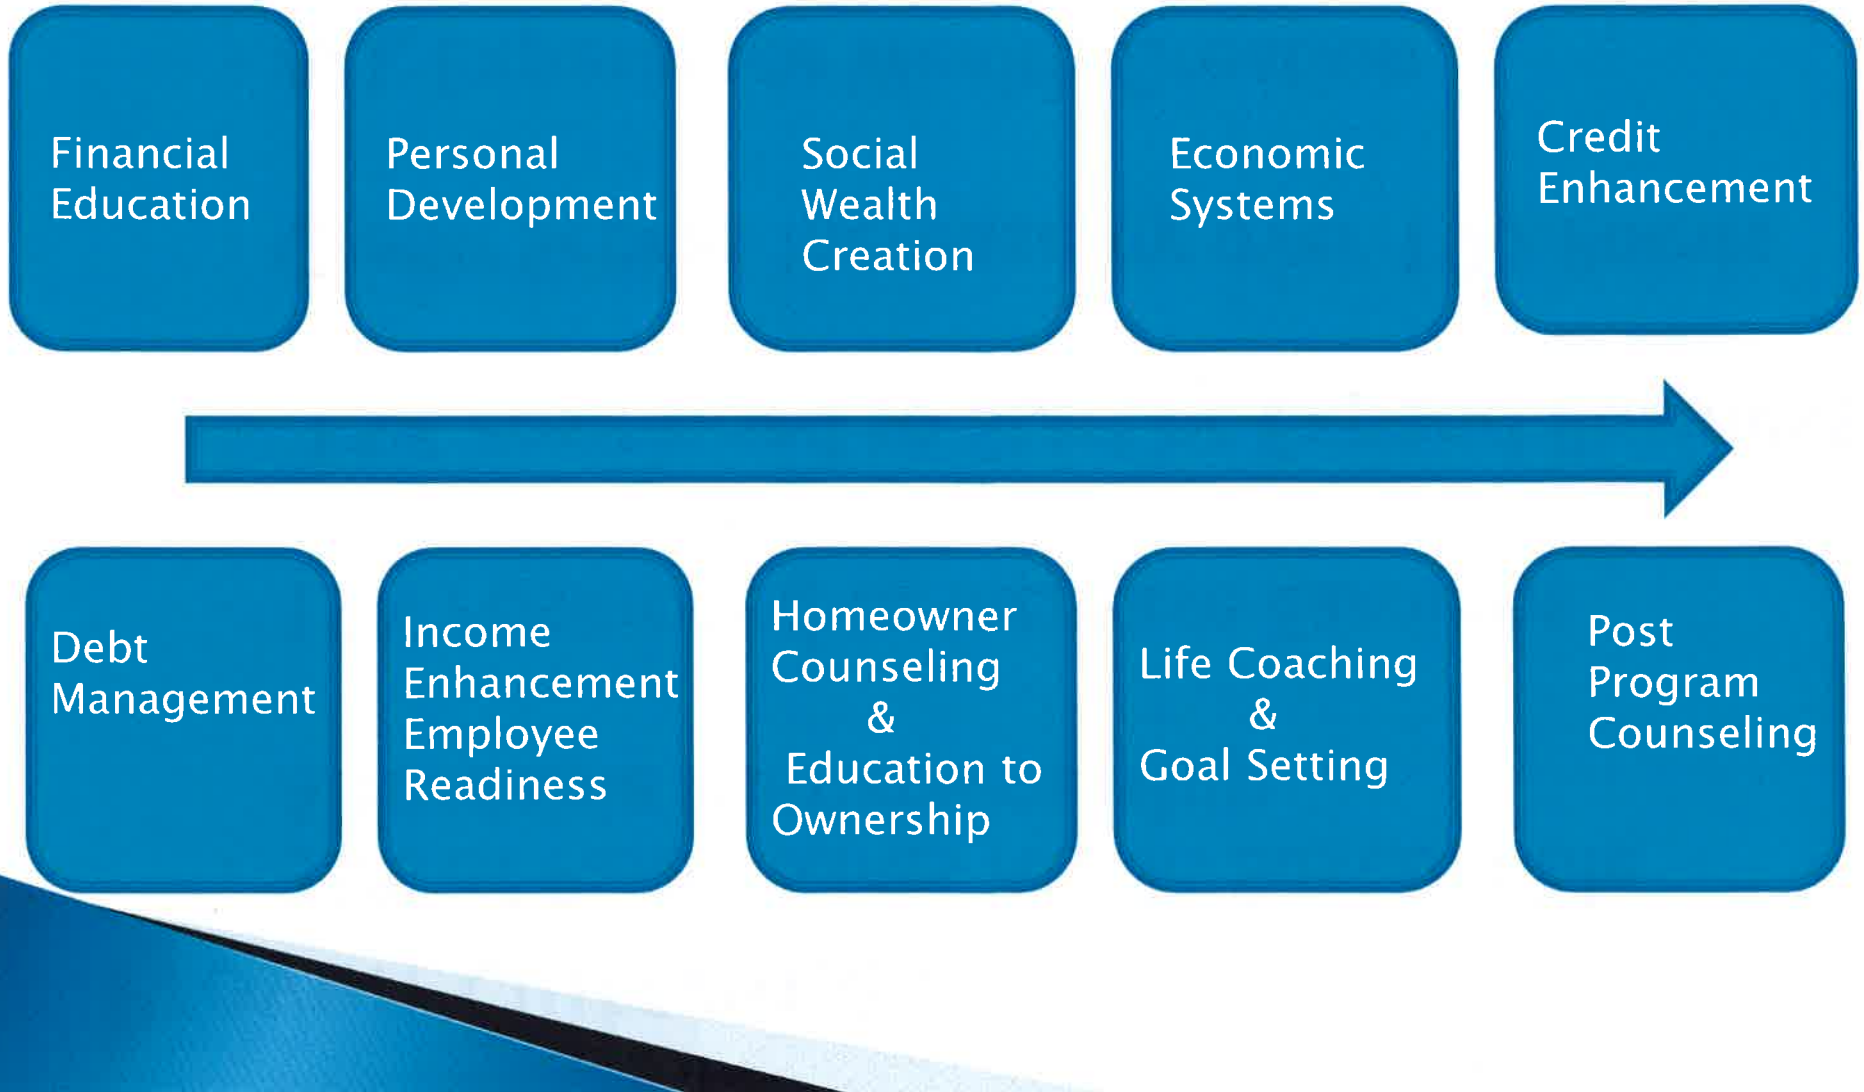 Financial
Education
Personal
Development
Social
Wealth
Creation
Economic
Systems
Credit
Enhancement
Debt
Management
Income
Enhancement
Employee
Readiness
Homeowner
Counseling
&
Education to
Ownership
Life Coaching
&
Goal Setting
Post
Program
Counseling